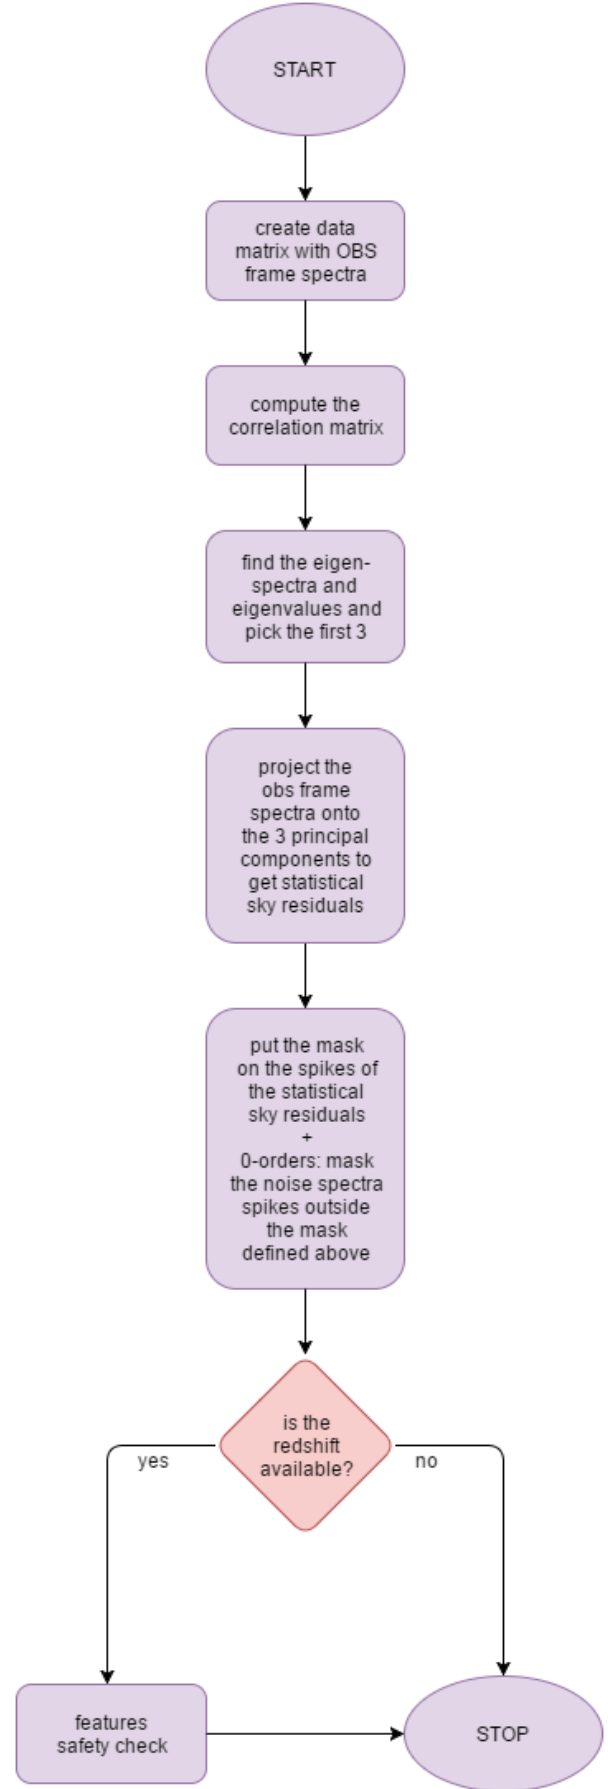 START
create data
matrix with OBS
frame spectra
compute the
correlation matrix
find the eigen-
spectra and
eigenvalues and
pick the first 3
project the
obs frame
spectra onto
the 3 principal
components to
get statistical
sky residuals
put the mask
on the spikes of
the statistical
sky residuals
+
0-orders: mask
the noise spectra
spikes outside
the mask
defined above
is the
redshift
available?
yes
no
features
safety check
STOP